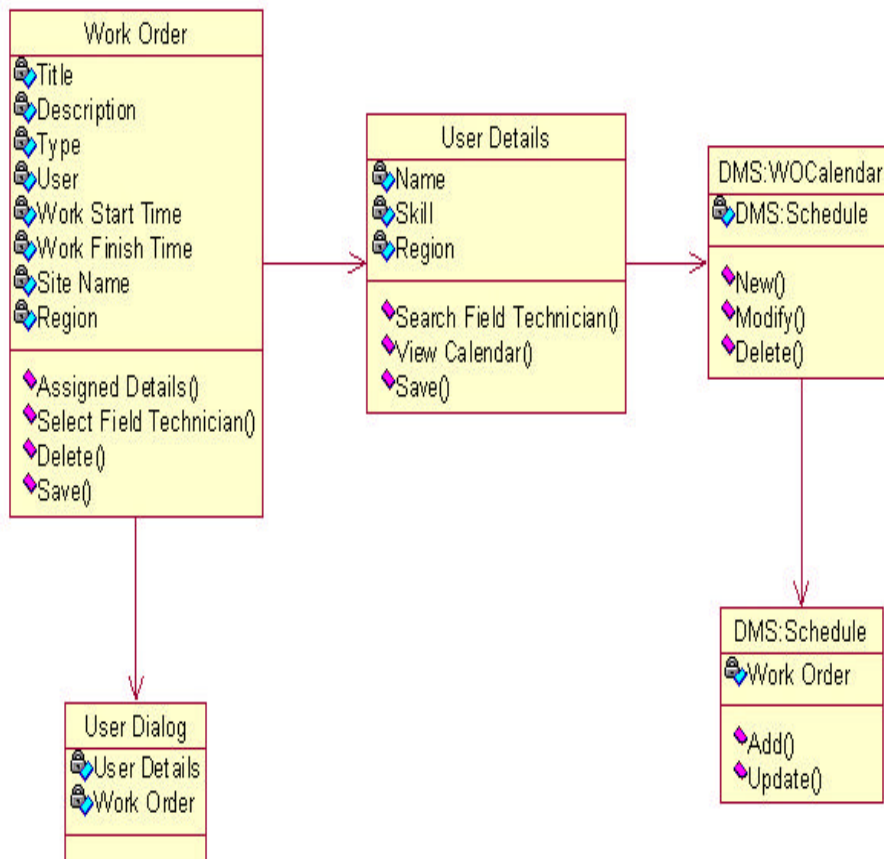 Work Order
Title
Description
Type
User
Work Start Time
Work Finish Time
Site Name
Region
Assigned Details()
Select Field Technician()
Delete()
Save()
User Details
Name
Skill
Region
Search Field Technician()
View Calendar()
Save()
DMS:WOCalendar
DMS:Schedule
New()
Modify()
Delete()
DMS:Schedule
Work Order
Add()
Update()
User Dialog
User Details
Work Order